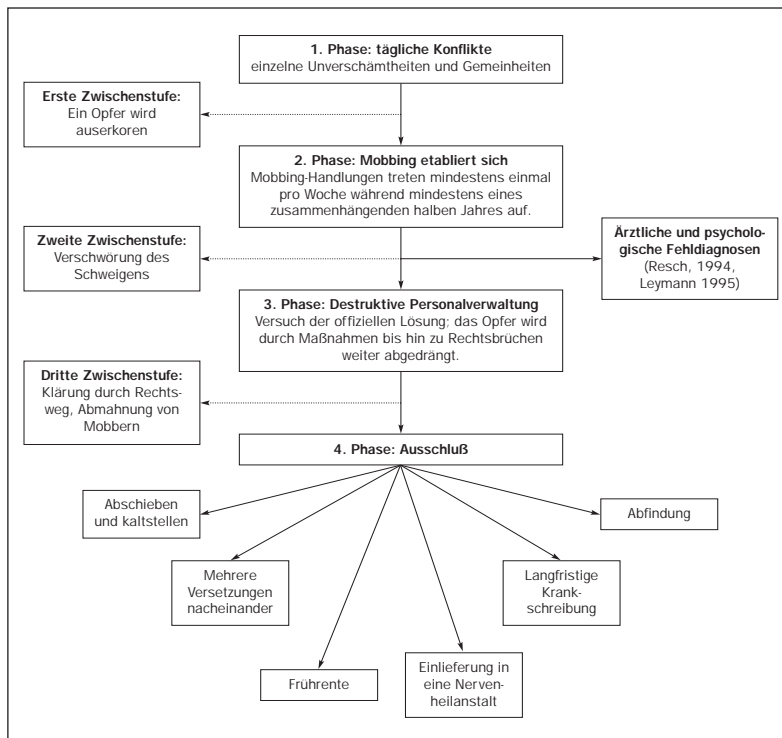 1. Phase: tägliche Konflikte
einzelne Unverschämtheiten und Gemeinheiten
Erste Zwischenstufe:
Ein Opfer wird
auserkoren
2. Phase: Mobbing etabliert sich
Mobbing-Handlungen treten mindestens einmal
pro Woche während mindestens eines
zusammenhängenden halben Jahres auf.
Zweite Zwischenstufe:
Verschwörung des
Schweigens
Ärztliche und psycholo-
gische Fehldiagnosen
(Resch, 1994,
Leymann 1995)
3. Phase: Destruktive Personalverwaltung
Versuch der offiziellen Lösung; das Opfer wird
durch Maßnahmen bis hin zu Rechtsbrüchen
weiter abgedrängt.
Dritte Zwischenstufe:
Klärung durch Rechts-
weg, Abmahnung von
Mobbern
4. Phase: Ausschluß
Abschieben
und kaltstellen
Abfindung
Mehrere
Versetzungen
nacheinander
Langfristige
Krank-
schreibung
Frührente
Einlieferung in
eine Nerven-
heilanstalt